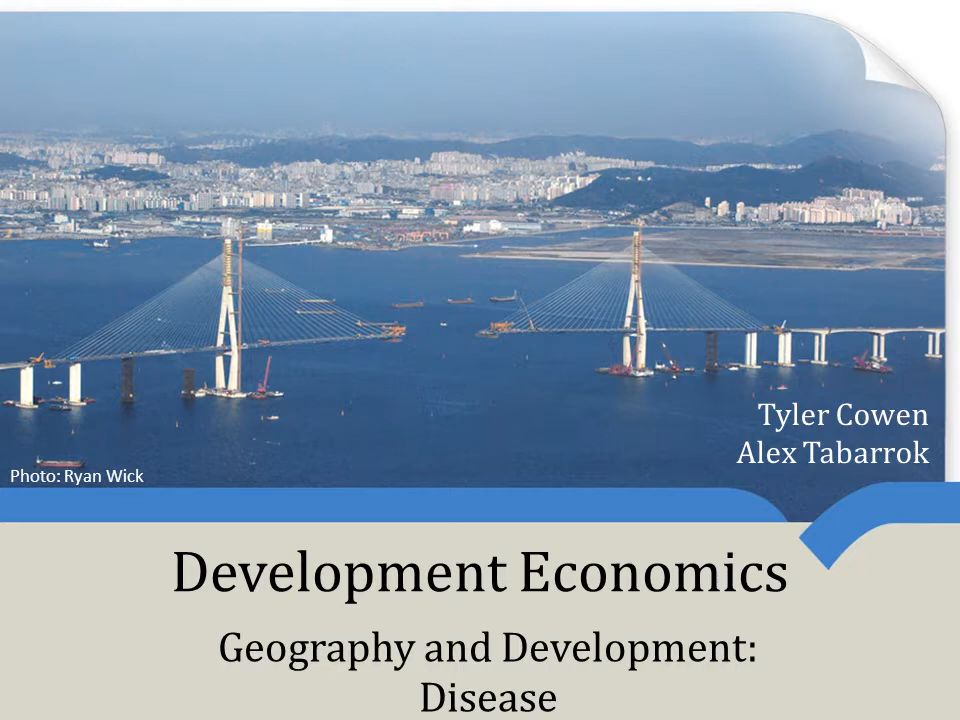 Tyler Cowen
Alex Tabarrok
Photo: Ryan Wick
Development Economics
Geography and Development:
Disease